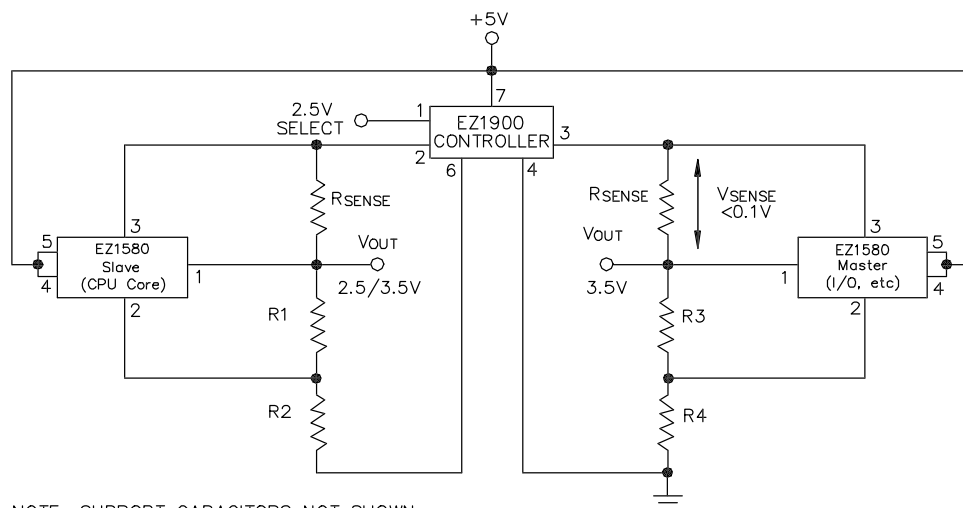 +5V
7
2.5V
SELECT
1
EZ1900
CONTROLLER
3
2
6
4
RSENSE
RSENSE
VSENSE
<0.1V
3
3
5
EZ1580
Slave
(CPU Core)
4
1
2
VOUT
2.5/3.5V
VOUT
3.5V
1
EZ1580
Master
(I/O, etc)
5
4
2
R1
R3
R2
R4
NOTE: SUPPORT CAPACITORS NOT SHOWN